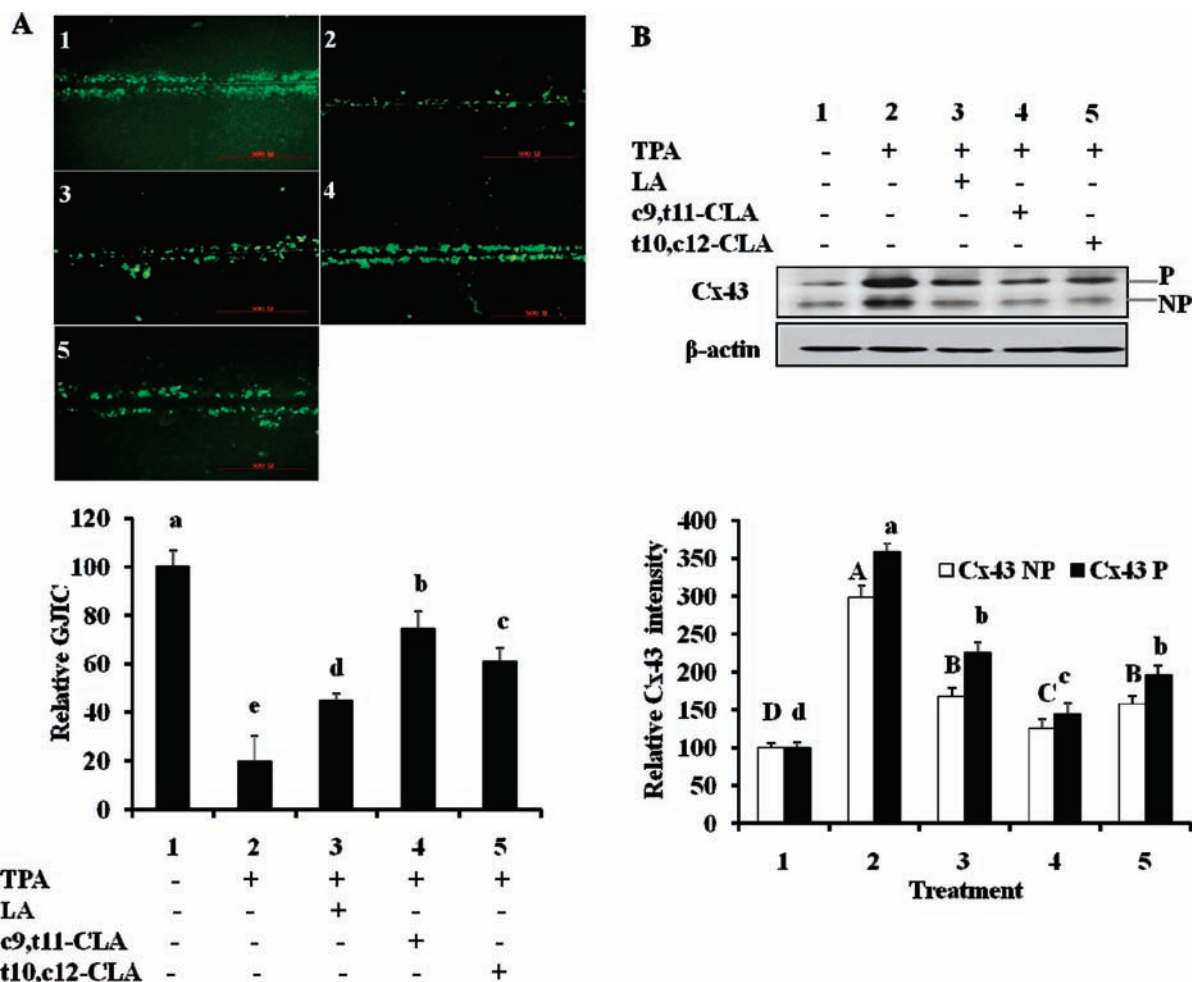 A
1
2
3
4
5
120
100
80
60
40
20
0
Relative GJIC
a
e
d
b
c
1 2 3 4 5
TPA - + + + +
LA - - + - -
c9,t11-CLA - - - + -
t10,c12-CLA - - - - +
B
1 2 3 4 5
TPA - + + + +
LA - - + - -
c9,t11-CLA - - - + -
t10,c12-CLA - - - - +
Cx43
P
NP
β-actin
400
350
300
250
200
150
100
50
0
Relative Cx43 intensity
Cx43 NP Cx43 P
D d
A a
B b
C c
B b
1 2 3 4 5
Treatment